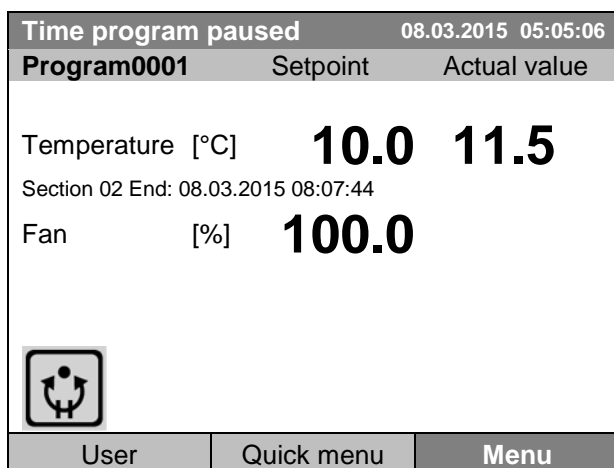 Time program paused 08.03.2015 05:05:06
Program0001 Setpoint Actual value
Temperature [°C] 10.0 11.5
Section 02 End: 08.03.2015 08:07:44
Fan [%] 100.0
User Quick menu Menu